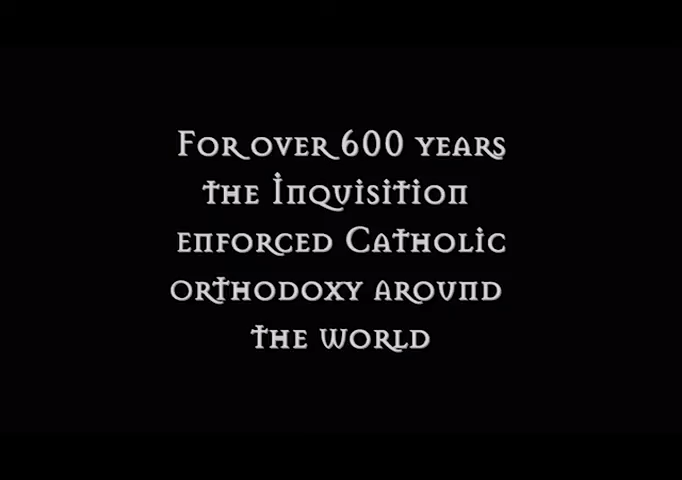 For over 600 years
the Inquisition
enforced Catholic
orthodoxy around
the world